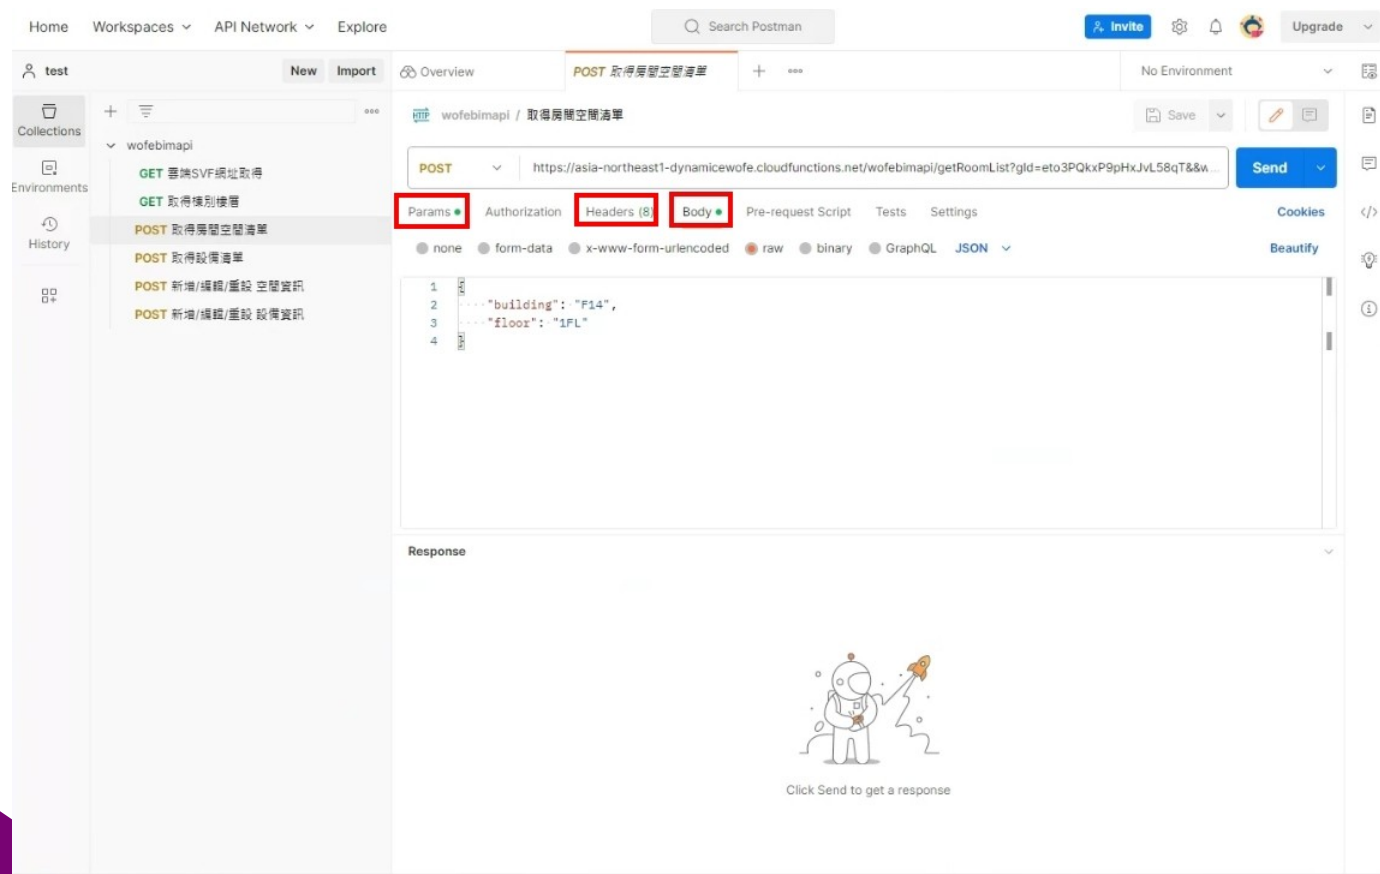 Home Workspaces API Network Explore Search Postman Invite Upgrade
test New Import Overview POST 取得房間空間清單 No Environment
Collections
Environments
History
wofebimapi
GET 雲端SVF網址取得
GET 取得棟別樓層
POST 取得房間空間清單
POST 取得設備清單
POST 新增/編輯/重設 空間資訊
POST 新增/編輯/重設 設備資訊
HTTP wofebimapi / 取得房間空間清單 Save
POST https://asia-northeast1-dynamicewofe.cloudfunctions.net/wofebimapi/getRoomList?gId=eto3PQkxP9pHxJvL58qT&&w... Send
Params Authorization Headers (8) Body Pre-request Script Tests Settings Cookies
none form-data x-www-form-urlencoded raw binary GraphQL JSON Beautify
1 {
2 "building": "F14",
3 "floor": "1FL"
4 }
Response
Click Send to get a response